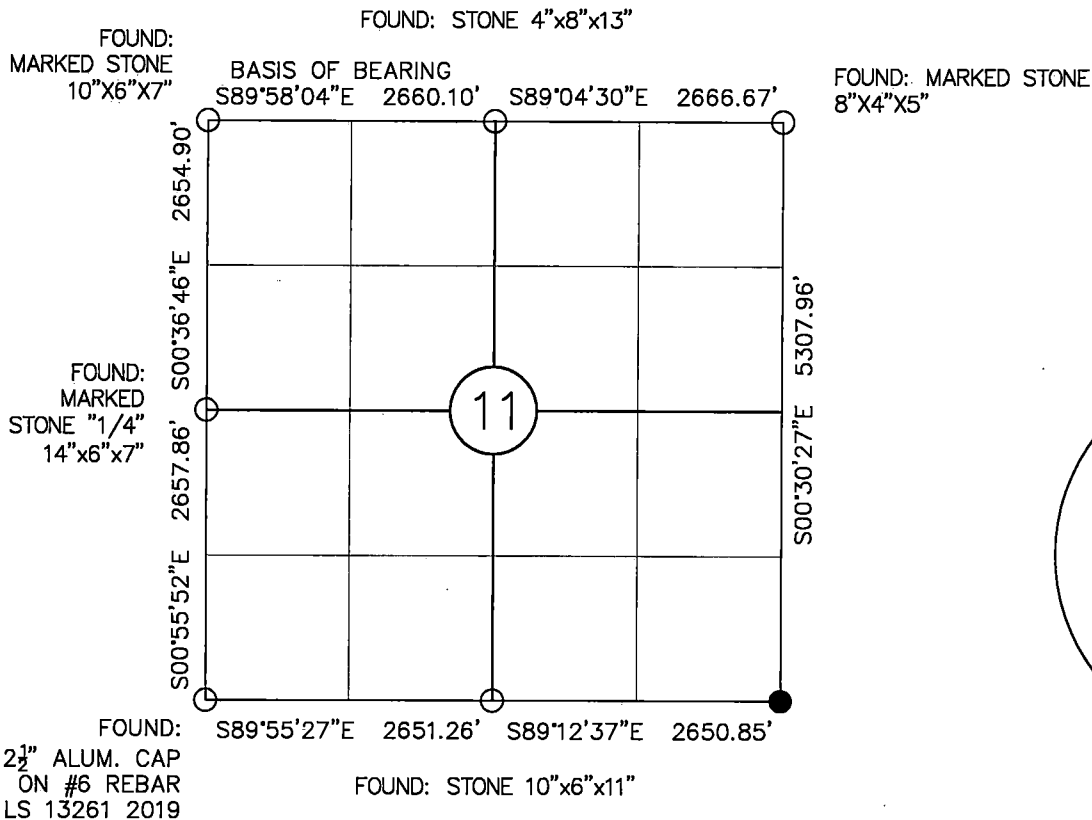 FOUND: STONE 4"x8"x13"
FOUND:
MARKED STONE
10"X6"X7"
BASIS OF BEARING
S89°58'04"E 2660.10' S89°04'30"E 2666.67'
FOUND: MARKED STONE
8"X4"X5"
S00°36'46"E 2654.90'
FOUND:
MARKED
STONE "1/4"
14"x6"x7"
11
S00°30'27"E 5307.96'
S00°55'52"E 2657.86'
FOUND:
2½" ALUM. CAP
ON #6 REBAR
LS 13261 2019
S89°55'27"E 2651.26' S89°12'37"E 2650.85'
FOUND: STONE 10"x6"x11"